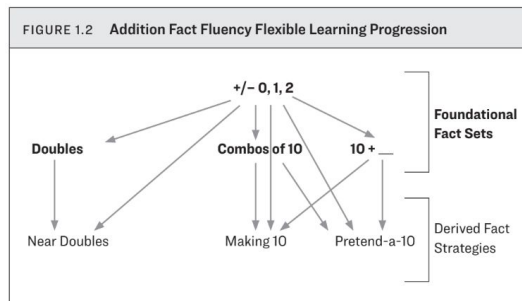 FIGURE 1.2 Addition Fact Fluency Flexible Learning Progression
+/– 0, 1, 2
Foundational
Fact Sets
Doubles
Combos of 10
10 + __
Near Doubles
Making 10
Pretend-a-10
Derived Fact
Strategies